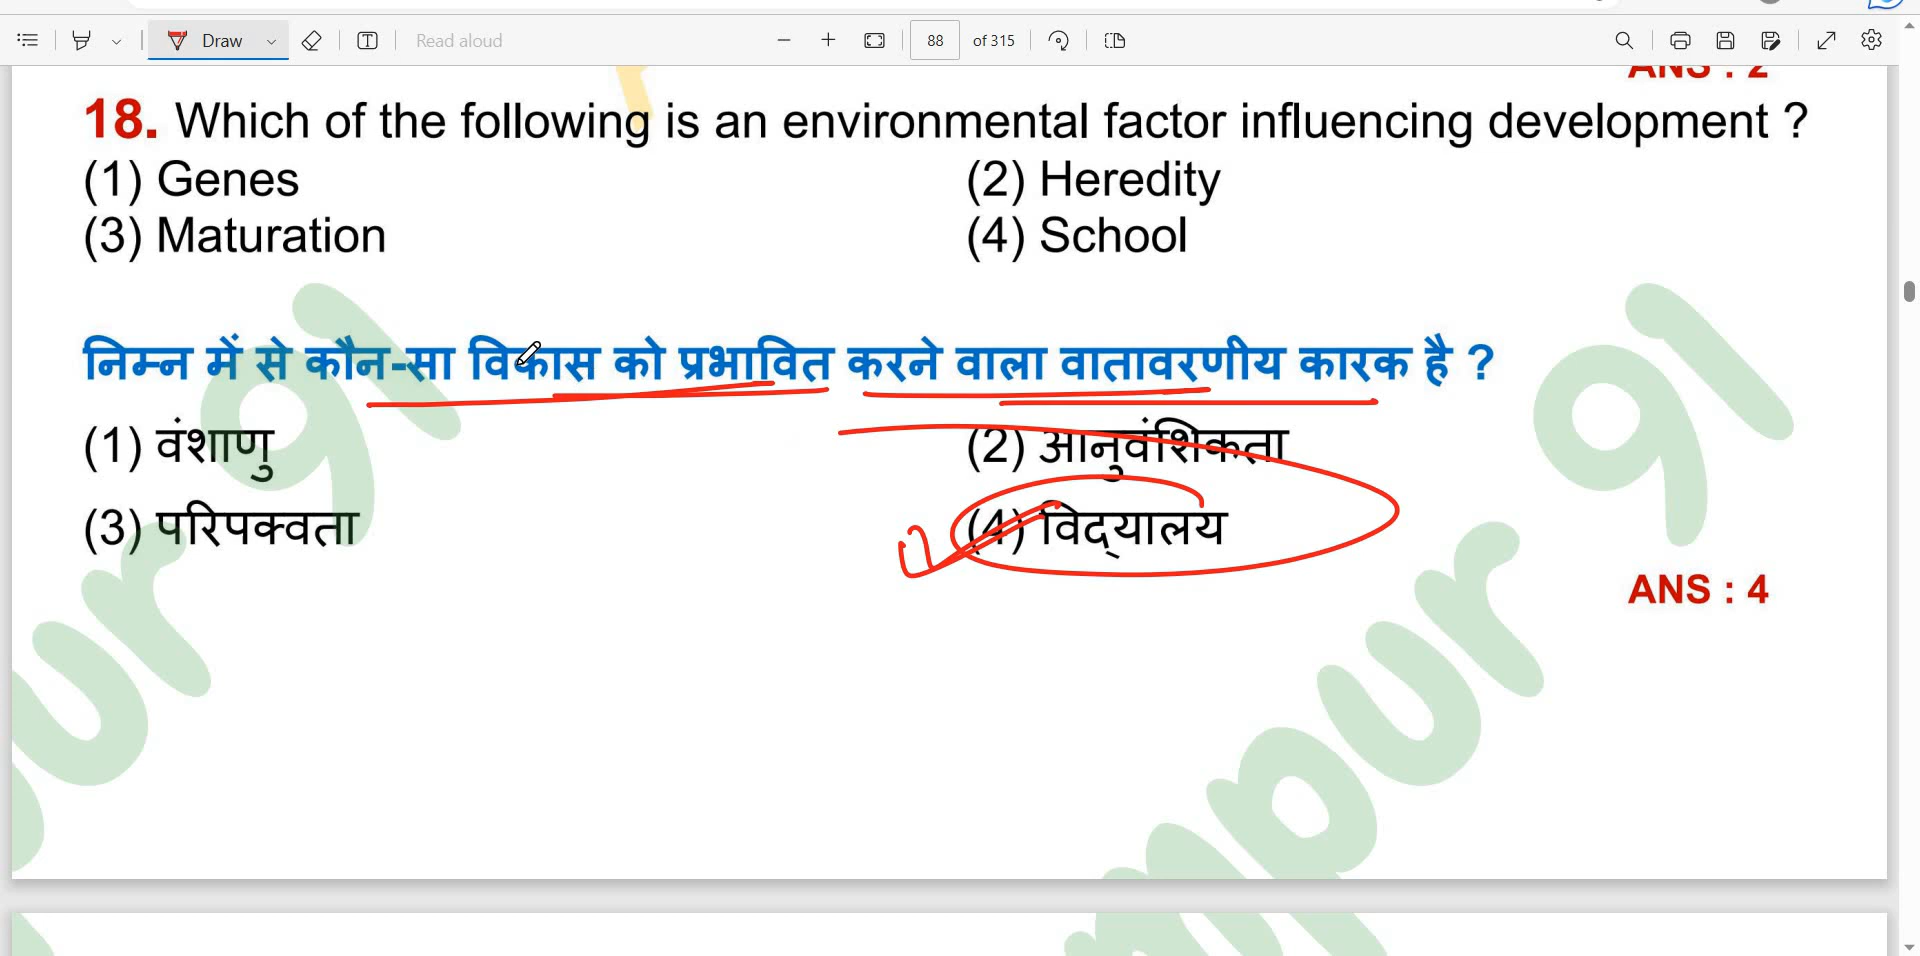 Draw
Read aloud
88 of 315
ANS : 2
18. Which of the following is an environmental factor influencing development ?
(1) Genes (2) Heredity
(3) Maturation (4) School
निम्न में से कौन-सा विकास को प्रभावित करने वाला वातावरणीय कारक है ?
(1) वंशाणु (2) आनुवंशिकता
(3) परिपक्वता (4) विद्‌यालय
ANS : 4